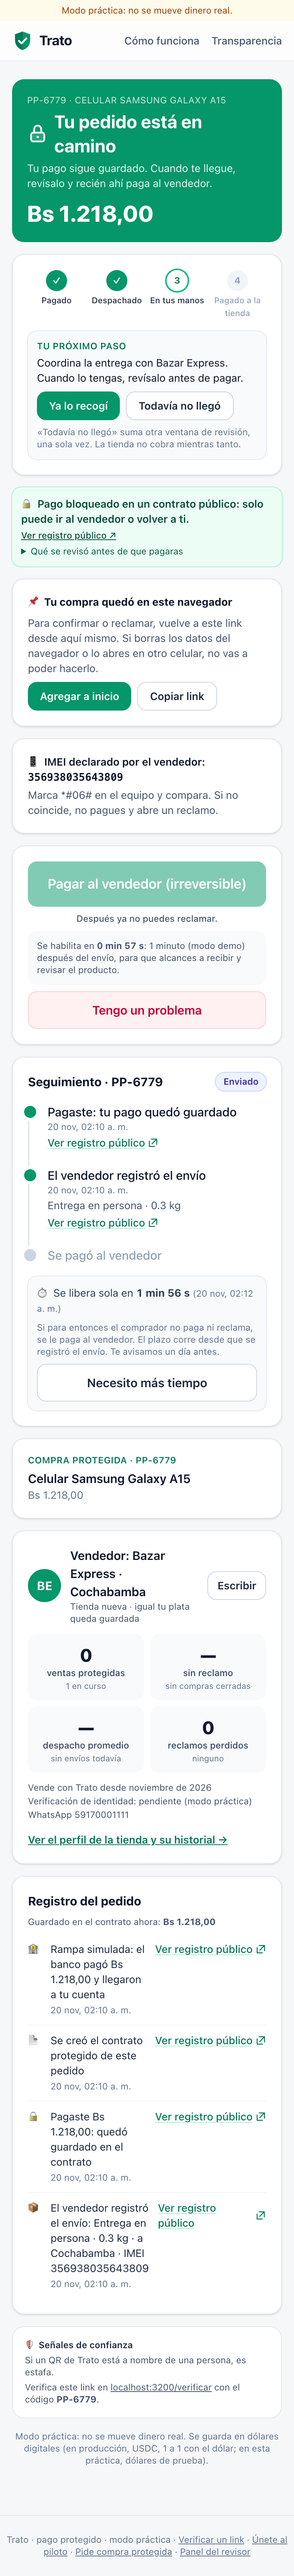 Modo práctica: no se mueve dinero real.
Trato
Cómo funciona
Transparencia
PP-6779 · CELULAR SAMSUNG GALAXY A15
Tu pedido está en
camino
Tu pago sigue guardado. Cuando te llegue,
revísalo y recién ahí paga al vendedor.
Bs 1.218,00
3
4
Pagado
Despachado
En tus manos
Pagado a la
tienda
TU PRÓXIMO PASO
Coordina la entrega con Bazar Express.
Cuando lo tengas, revísalo antes de pagar.
Ya lo recogí
Todavía no llegó
«Todavía no llegó» suma otra ventana de revisión,
una sola vez. La tienda no cobra mientras tanto.
Pago bloqueado en un contrato público: solo
puede ir al vendedor o volver a ti.
Ver registro público ↗
▶ Qué se revisó antes de que pagaras
Tu compra quedó en este navegador
Para confirmar o reclamar, vuelve a este link
desde aquí mismo. Si borras los datos del
navegador o lo abres en otro celular, no vas a
poder hacerlo.
Agregar a inicio
Copiar link
IMEI declarado por el vendedor:
356938035643809
Marca *#06# en el equipo y compara. Si no
coincide, no pagues y abre un reclamo.
Pagar al vendedor (irreversible)
Después ya no puedes reclamar.
Se habilita en 0 min 57 s: 1 minuto (modo demo)
después del envío, para que alcances a recibir y
revisar el producto.
Tengo un problema
Seguimiento · PP-6779
Enviado
Pagaste: tu pago quedó guardado
20 nov, 02:10 a. m.
Ver registro público
El vendedor registró el envío
20 nov, 02:10 a. m.
Entrega en persona · 0.3 kg
Ver registro público
Se pagó al vendedor
Se libera sola en 1 min 56 s (20 nov, 02:12
a. m.)
Si para entonces el comprador no paga ni reclama,
se le paga al vendedor. El plazo corre desde que se
registró el envío. Te avisamos un día antes.
Necesito más tiempo
COMPRA PROTEGIDA · PP-6779
Celular Samsung Galaxy A15
Bs 1.218,00
BE
Vendedor: Bazar
Express ·
Cochabamba
Tienda nueva · igual tu plata
queda guardada
Escribir
0
ventas protegidas
1 en curso
—
sin reclamo
sin compras cerradas
—
despacho promedio
sin envíos todavía
0
reclamos perdidos
ninguno
Vende con Trato desde noviembre de 2026
Verificación de identidad: pendiente (modo práctica)
WhatsApp 59170001111
Ver el perfil de la tienda y su historial →
Registro del pedido
Guardado en el contrato ahora: Bs 1.218,00
Rampa simulada: el
banco pagó Bs
1.218,00 y llegaron
a tu cuenta
20 nov, 02:10 a. m.
Ver registro público
Se creó el contrato
protegido de este
pedido
20 nov, 02:10 a. m.
Ver registro público
Pagaste Bs
1.218,00: quedó
guardado en el
contrato
20 nov, 02:10 a. m.
Ver registro público
El vendedor registró
el envío: Entrega en
persona · 0.3 kg · a
Cochabamba · IMEI
356938035643809
20 nov, 02:10 a. m.
Ver registro
público
Señales de confianza
Si un QR de Trato está a nombre de una persona, es
estafa.
Verifica este link en localhost:3200/verificar con el
código PP-6779.
Modo práctica: no se mueve dinero real. Se guarda en dólares
digitales (en producción, USDC, 1 a 1 con el dólar; en esta
práctica, dólares de prueba).
Trato · pago protegido · modo práctica · Verificar un link · Únete al
piloto · Pide compra protegida · Panel del revisor